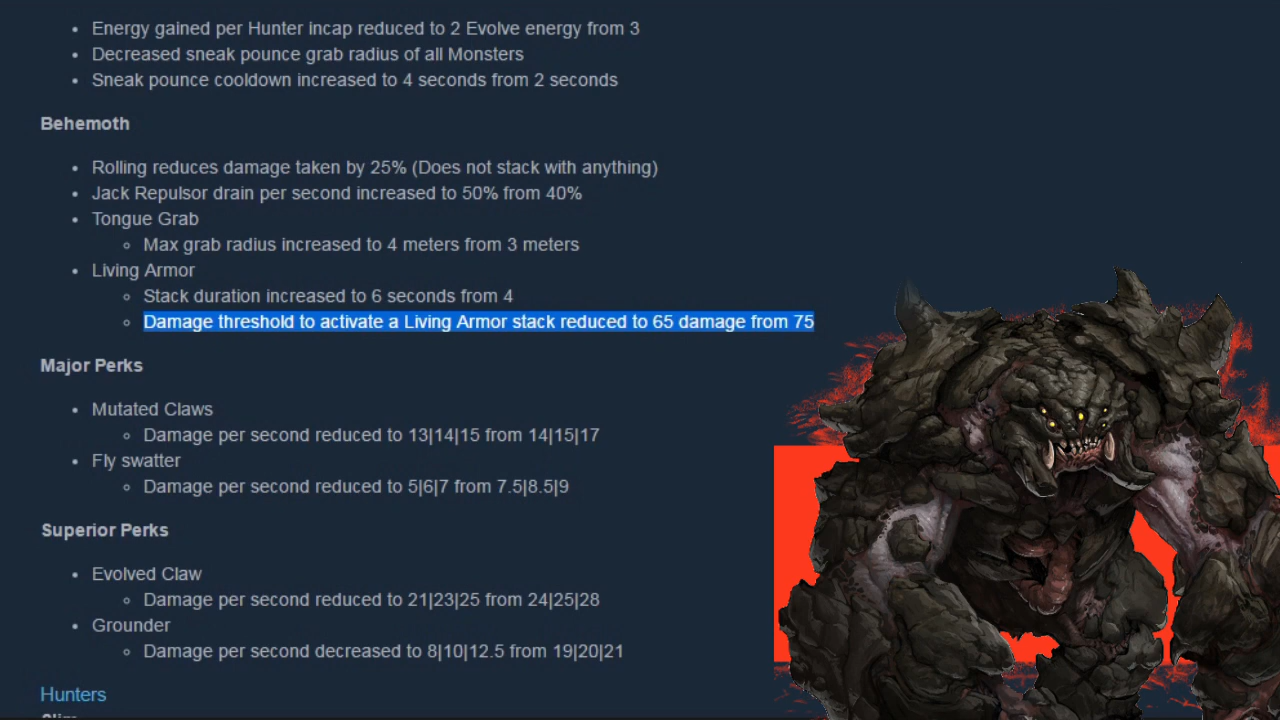 Energy gained per Hunter incap reduced to 2 Evolve energy from 3
Decreased sneak pounce grab radius of all Monsters
Sneak pounce cooldown increased to 4 seconds from 2 seconds
Behemoth
Rolling reduces damage taken by 25% (Does not stack with anything)
Jack Repulsor drain per second increased to 50% from 40%
Tongue Grab
Max grab radius increased to 4 meters from 3 meters
Living Armor
Stack duration increased to 6 seconds from 4
Damage threshold to activate a Living Armor stack reduced to 65 damage from 75
Major Perks
Mutated Claws
Damage per second reduced to 13|14|15 from 14|15|17
Fly swatter
Damage per second reduced to 5|6|7 from 7.5|8.5|9
Superior Perks
Evolved Claw
Damage per second reduced to 21|23|25 from 24|25|28
Grounder
Damage per second decreased to 8|10|12.5 from 19|20|21
Hunters